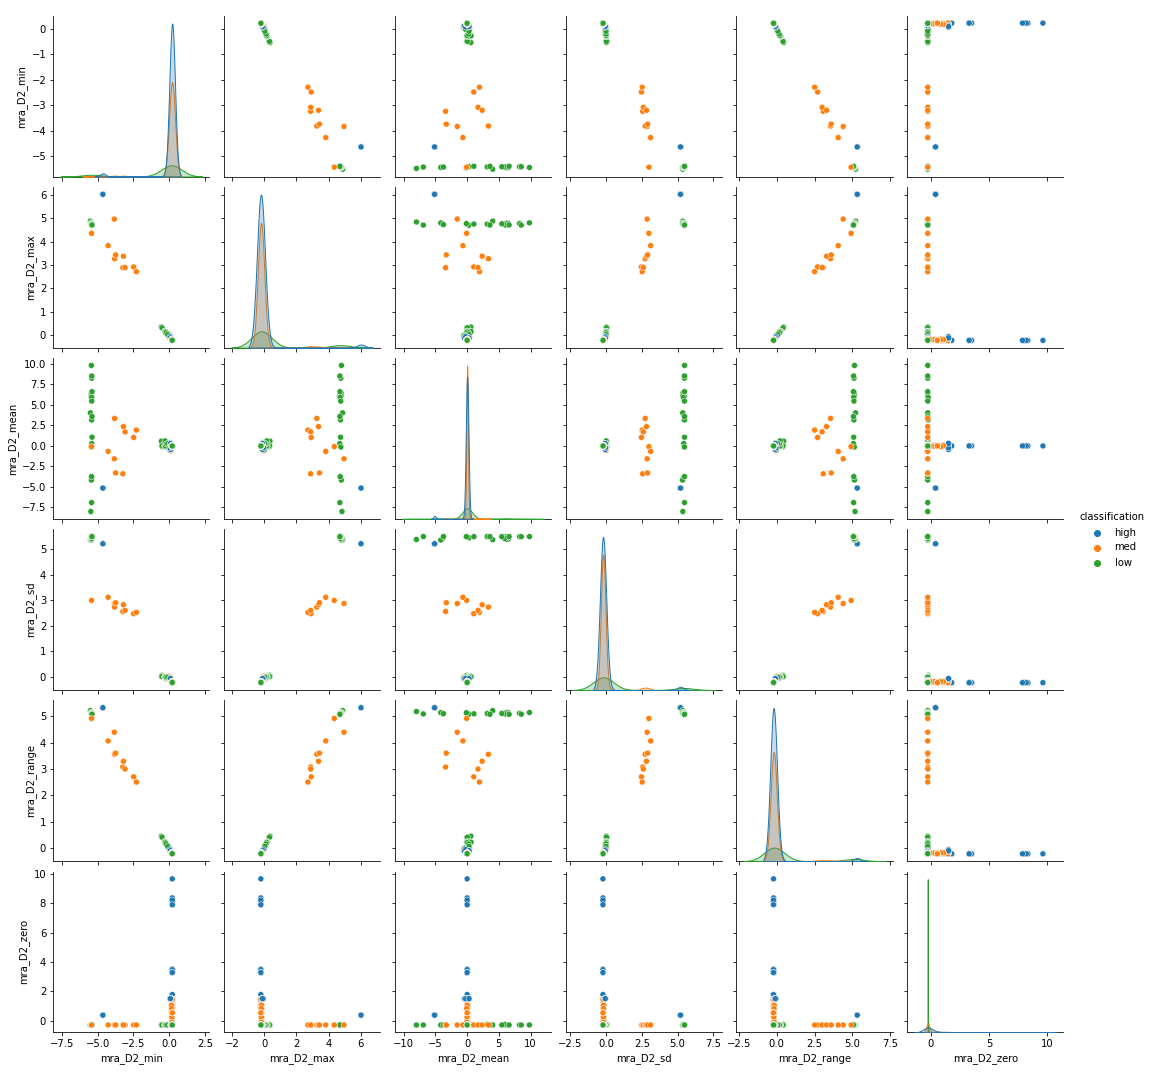 mra_D2_min
0
−1
−2
−3
−4
−5
mra_D2_max
6
5
4
3
2
1
0
mra_D2_mean
10.0
7.5
5.0
2.5
0.0
−2.5
−5.0
−7.5
classification
high
med
low
mra_D2_sd
5
4
3
2
1
0
mra_D2_range
5
4
3
2
1
0
mra_D2_zero
10
8
6
4
2
0
−7.5 −5.0 −2.5 0.0 2.5
−2 0 2 4 6
−10 −5 0 5 10
−2.5 0.0 2.5 5.0 7.5
−2.5 0.0 2.5 5.0 7.5
0 5 10
mra_D2_min mra_D2_max mra_D2_mean mra_D2_sd mra_D2_range mra_D2_zero